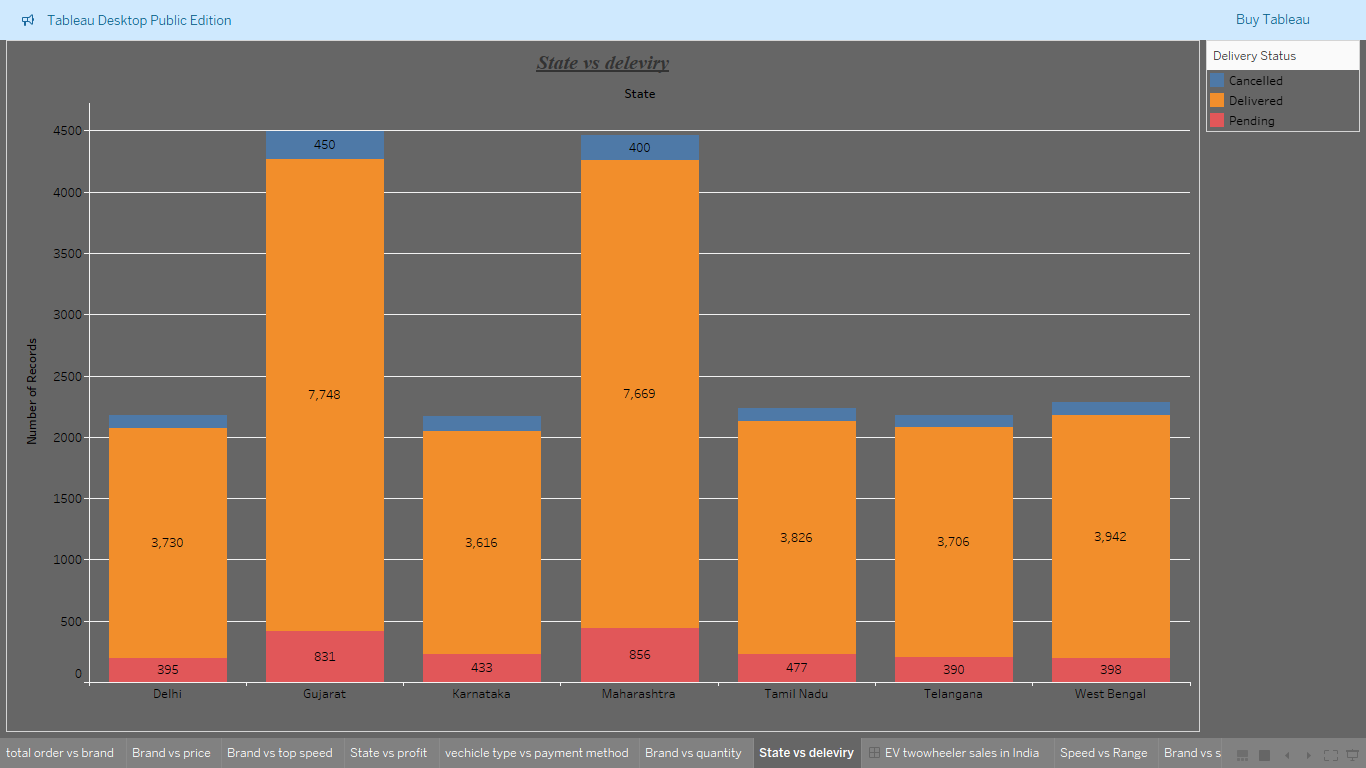 Tableau Desktop Public Edition
Buy Tableau
State vs deleviry
State
Delivery Status
Cancelled
Delivered
Pending
4500
4000
3500
3000
2500
2000
1500
1000
500
0
Number of Records
450
400
7,748
7,669
3,730
3,616
3,826
3,706
3,942
395
831
433
856
477
390
398
Delhi
Gujarat
Karnataka
Maharashtra
Tamil Nadu
Telangana
West Bengal
total order vs brand
Brand vs price
Brand vs top speed
State vs profit
vechicle type vs payment method
Brand vs quantity
State vs deleviry
EV twowheeler sales in India
Speed vs Range
Brand vs s